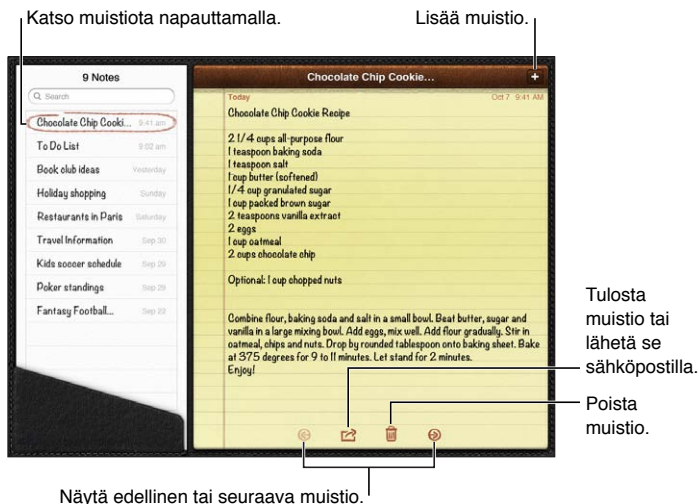 Katso muistiota napauttamalla.
Lisää muistio.
9 Notes
Search
Chocolate Chip Cooki... 9:41 am
To Do List 9:02 am
Book club ideas Yesterday
Holiday shopping Sunday
Restaurants in Paris Saturday
Travel Information Sep 30
Kids soccer schedule Sep 29
Poker standings Sep 29
Fantasy Football... Sep 22
Chocolate Chip Cookie... +
Today Oct 7 9:41 AM
Chocolate Chip Cookie Recipe
2 1/4 cups all-purpose flour
1 teaspoon baking soda
1 teaspoon salt
1 cup butter (softened)
1/4 cup granulated sugar
1 cup packed brown sugar
2 teaspoons vanilla extract
2 eggs
1 cup oatmeal
2 cups chocolate chip
Optional: 1 cup chopped nuts
Combine flour, baking soda and salt in a small bowl. Beat butter, sugar and
vanilla in a large mixing bowl. Add eggs, mix well. Add flour gradually. Stir in
oatmeal, chips and nuts. Drop by rounded tablespoon onto baking sheet. Bake
at 375 degrees for 9 to 11 minutes. Let stand for 2 minutes.
Enjoy!
Tulosta
muistio tai
lähetä se
sähköpostilla.
Poista
muistio.
Näytä edellinen tai seuraava muistio.